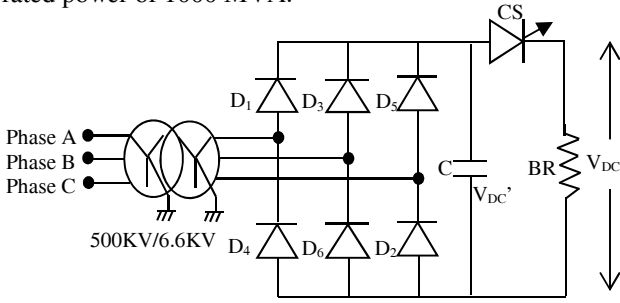 rated power of 1000 MVA.
CS
D1 D3 D5
Phase A
Phase B
Phase C
C
VDC'
BR
VDC
500KV/6.6KV
D4 D6 D2